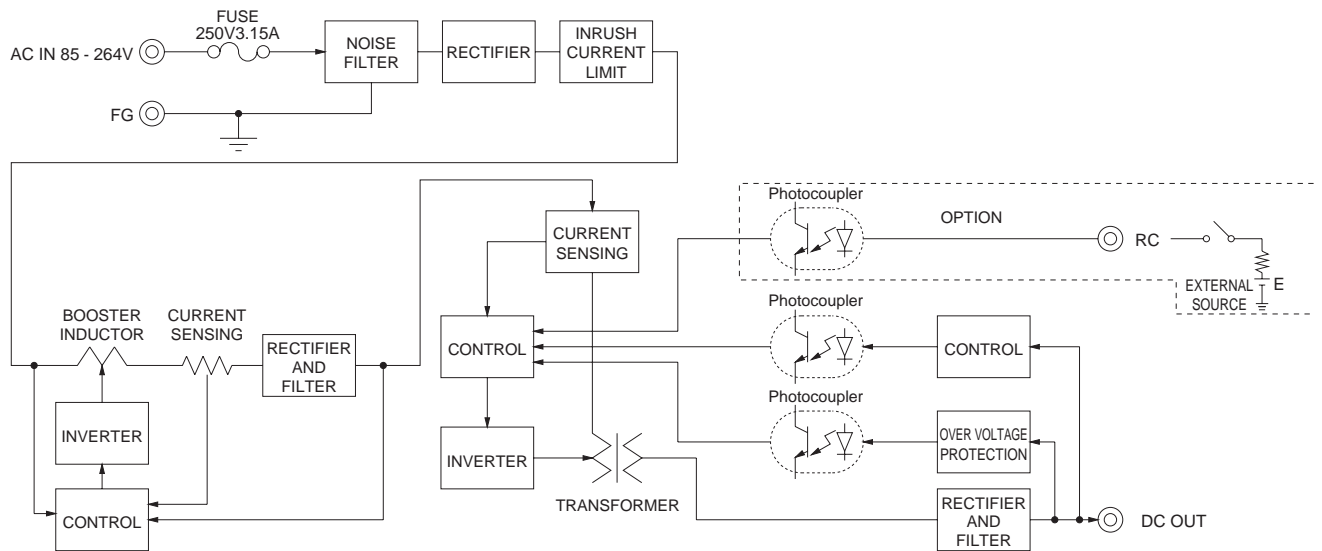 FUSE
250V3.15A
AC IN 85 - 264V
NOISE
FILTER
RECTIFIER
INRUSH
CURRENT
LIMIT
FG
Photocoupler
OPTION
RC
CURRENT
SENSING
EXTERNAL
SOURCE
E
BOOSTER
INDUCTOR
CURRENT
SENSING
RECTIFIER
AND
FILTER
CONTROL
Photocoupler
CONTROL
Photocoupler
INVERTER
INVERTER
OVER VOLTAGE
PROTECTION
TRANSFORMER
CONTROL
RECTIFIER
AND
FILTER
DC OUT